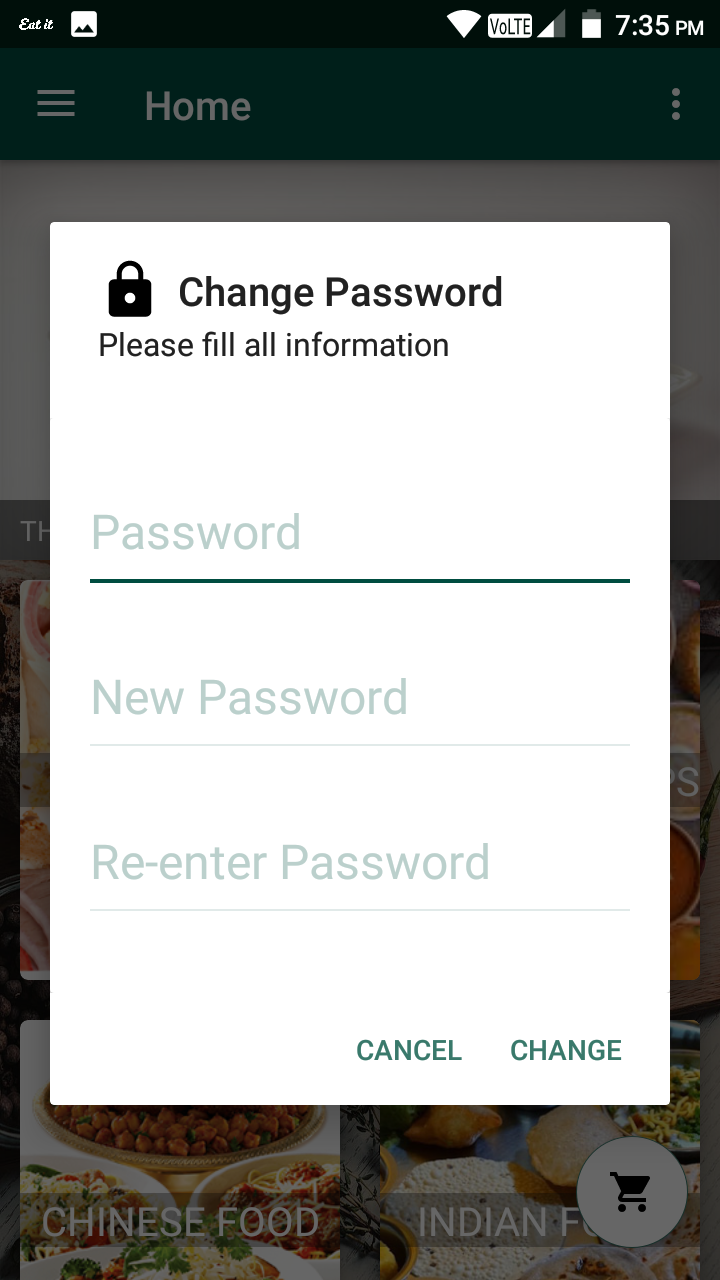 Eat it VoLTE 7:35 PM
Home
Change Password
Please fill all information
TH
Password
New Password
PS
Re-enter Password
CANCEL CHANGE
CHINESE FOOD INDIAN F